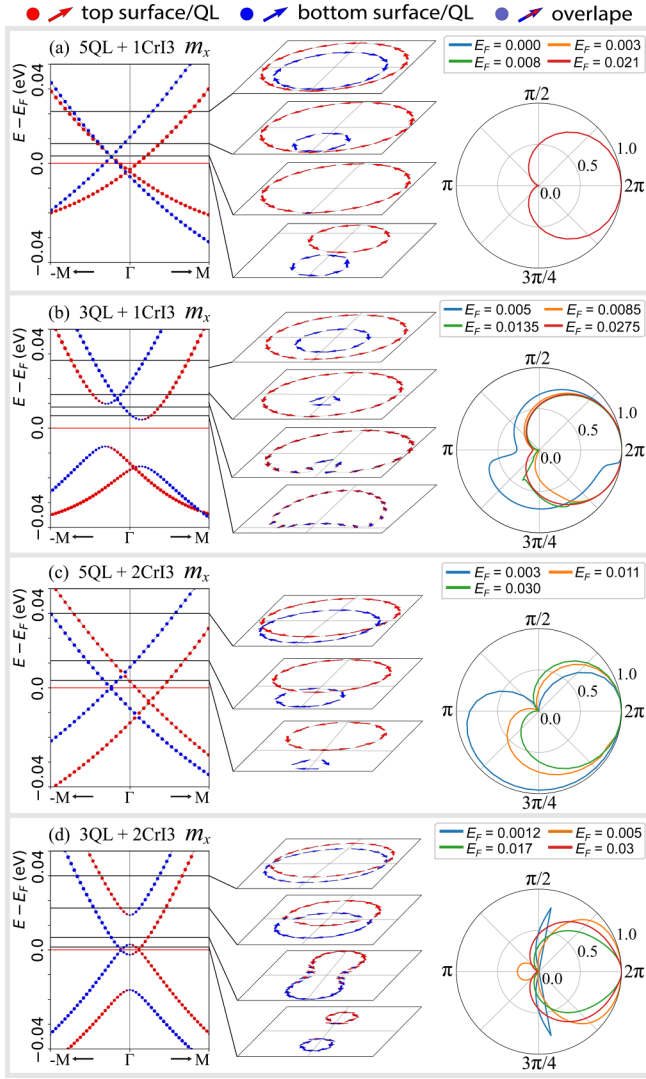 top surface/QL bottom surface/QL overlape
(a) 5QL + 1CrI3 mx
E − EF (eV)
0.04
0.0
−0.04
-M Γ M
EF = 0.000 EF = 0.003
EF = 0.008 EF = 0.021
π/2
π
1.0
0.5
0.0
2π
3π/4
(b) 3QL + 1CrI3 mx
E − EF (eV)
0.04
0.0
−0.04
-M Γ M
EF = 0.005 EF = 0.0085
EF = 0.0135 EF = 0.0275
π/2
π
1.0
0.5
0.0
2π
3π/4
(c) 5QL + 2CrI3 mx
E − EF (eV)
0.04
0.0
−0.04
-M Γ M
EF = 0.003 EF = 0.011
EF = 0.030
π/2
π
1.0
0.5
0.0
2π
3π/4
(d) 3QL + 2CrI3 mx
E − EF (eV)
0.04
0.0
−0.04
-M Γ M
EF = 0.0012 EF = 0.005
EF = 0.017 EF = 0.03
π/2
π
1.0
0.5
0.0
2π
3π/4